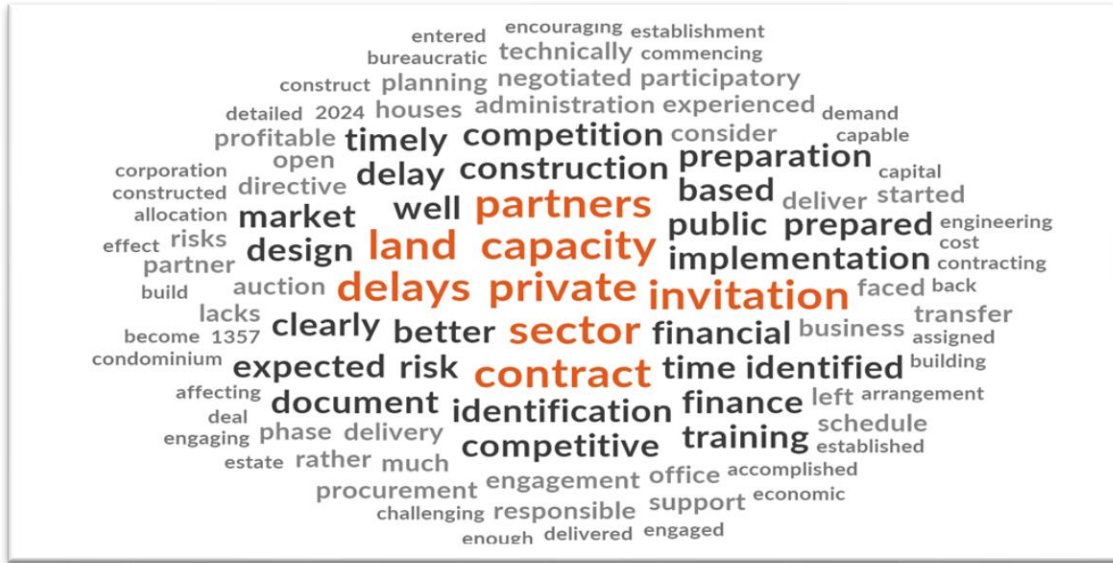 entered encouraging establishment
bureaucratic technically commencing
construct planning negotiated participatory
detailed 2024 houses administration experienced demand
profitable timely competition consider capable
open delay construction preparation
corporation capital
constructed directive based deliver started
allocation market well partners public prepared engineering
effect risks design land capacity implementation cost
partner contracting
build auction delays private invitation faced back
lacks transfer
become 1357 clearly better sector financial business assigned
condominium expected risk contract time identified building
affecting document identification finance left arrangement
deal schedule
engaging phase delivery competitive training established
estate rather much accomplished
procurement engagement office
challenging responsible support economic
enough delivered engaged